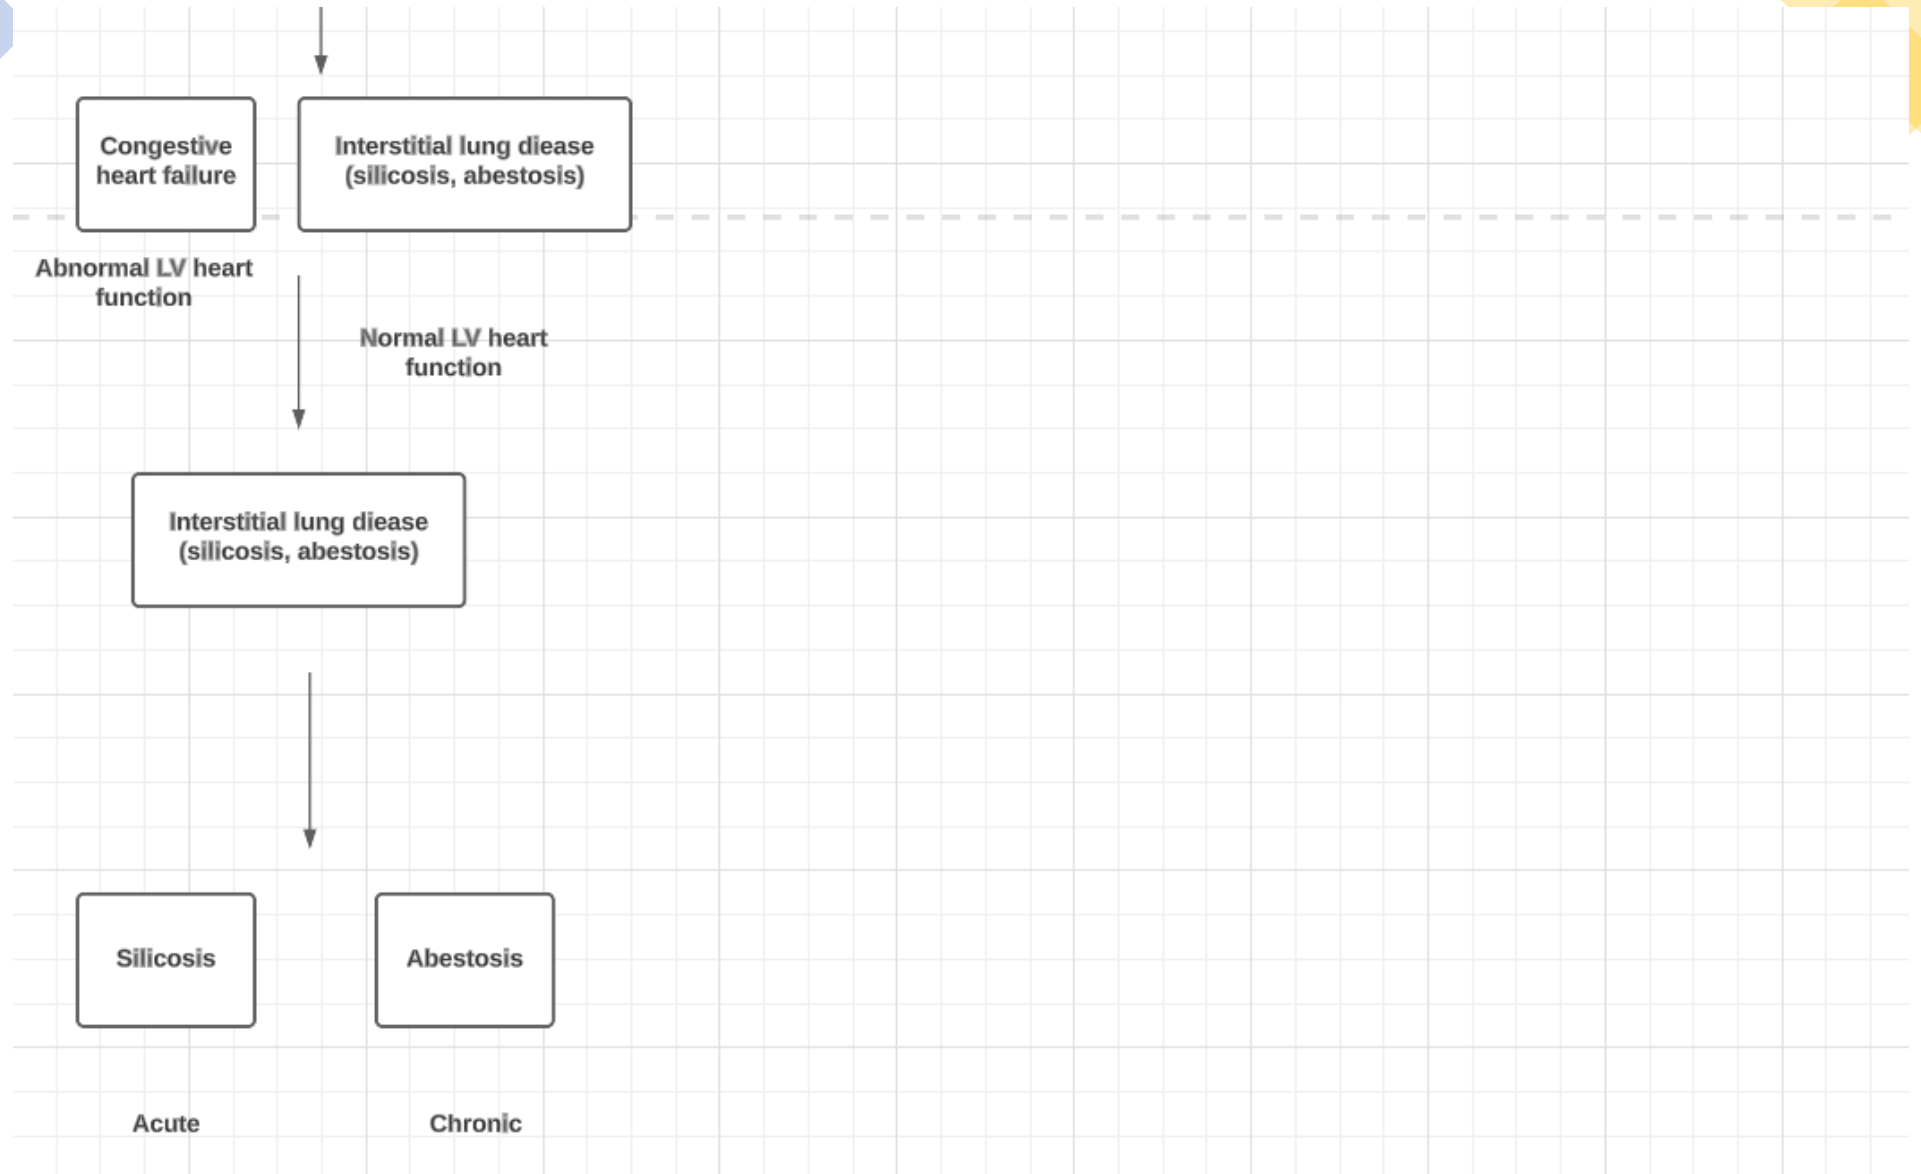 Congestive
heart failure
Interstitial lung diease
(silicosis, abestosis)
Abnormal LV heart
function
Normal LV heart
function
Interstitial lung diease
(silicosis, abestosis)
Silicosis
Abestosis
Acute
Chronic